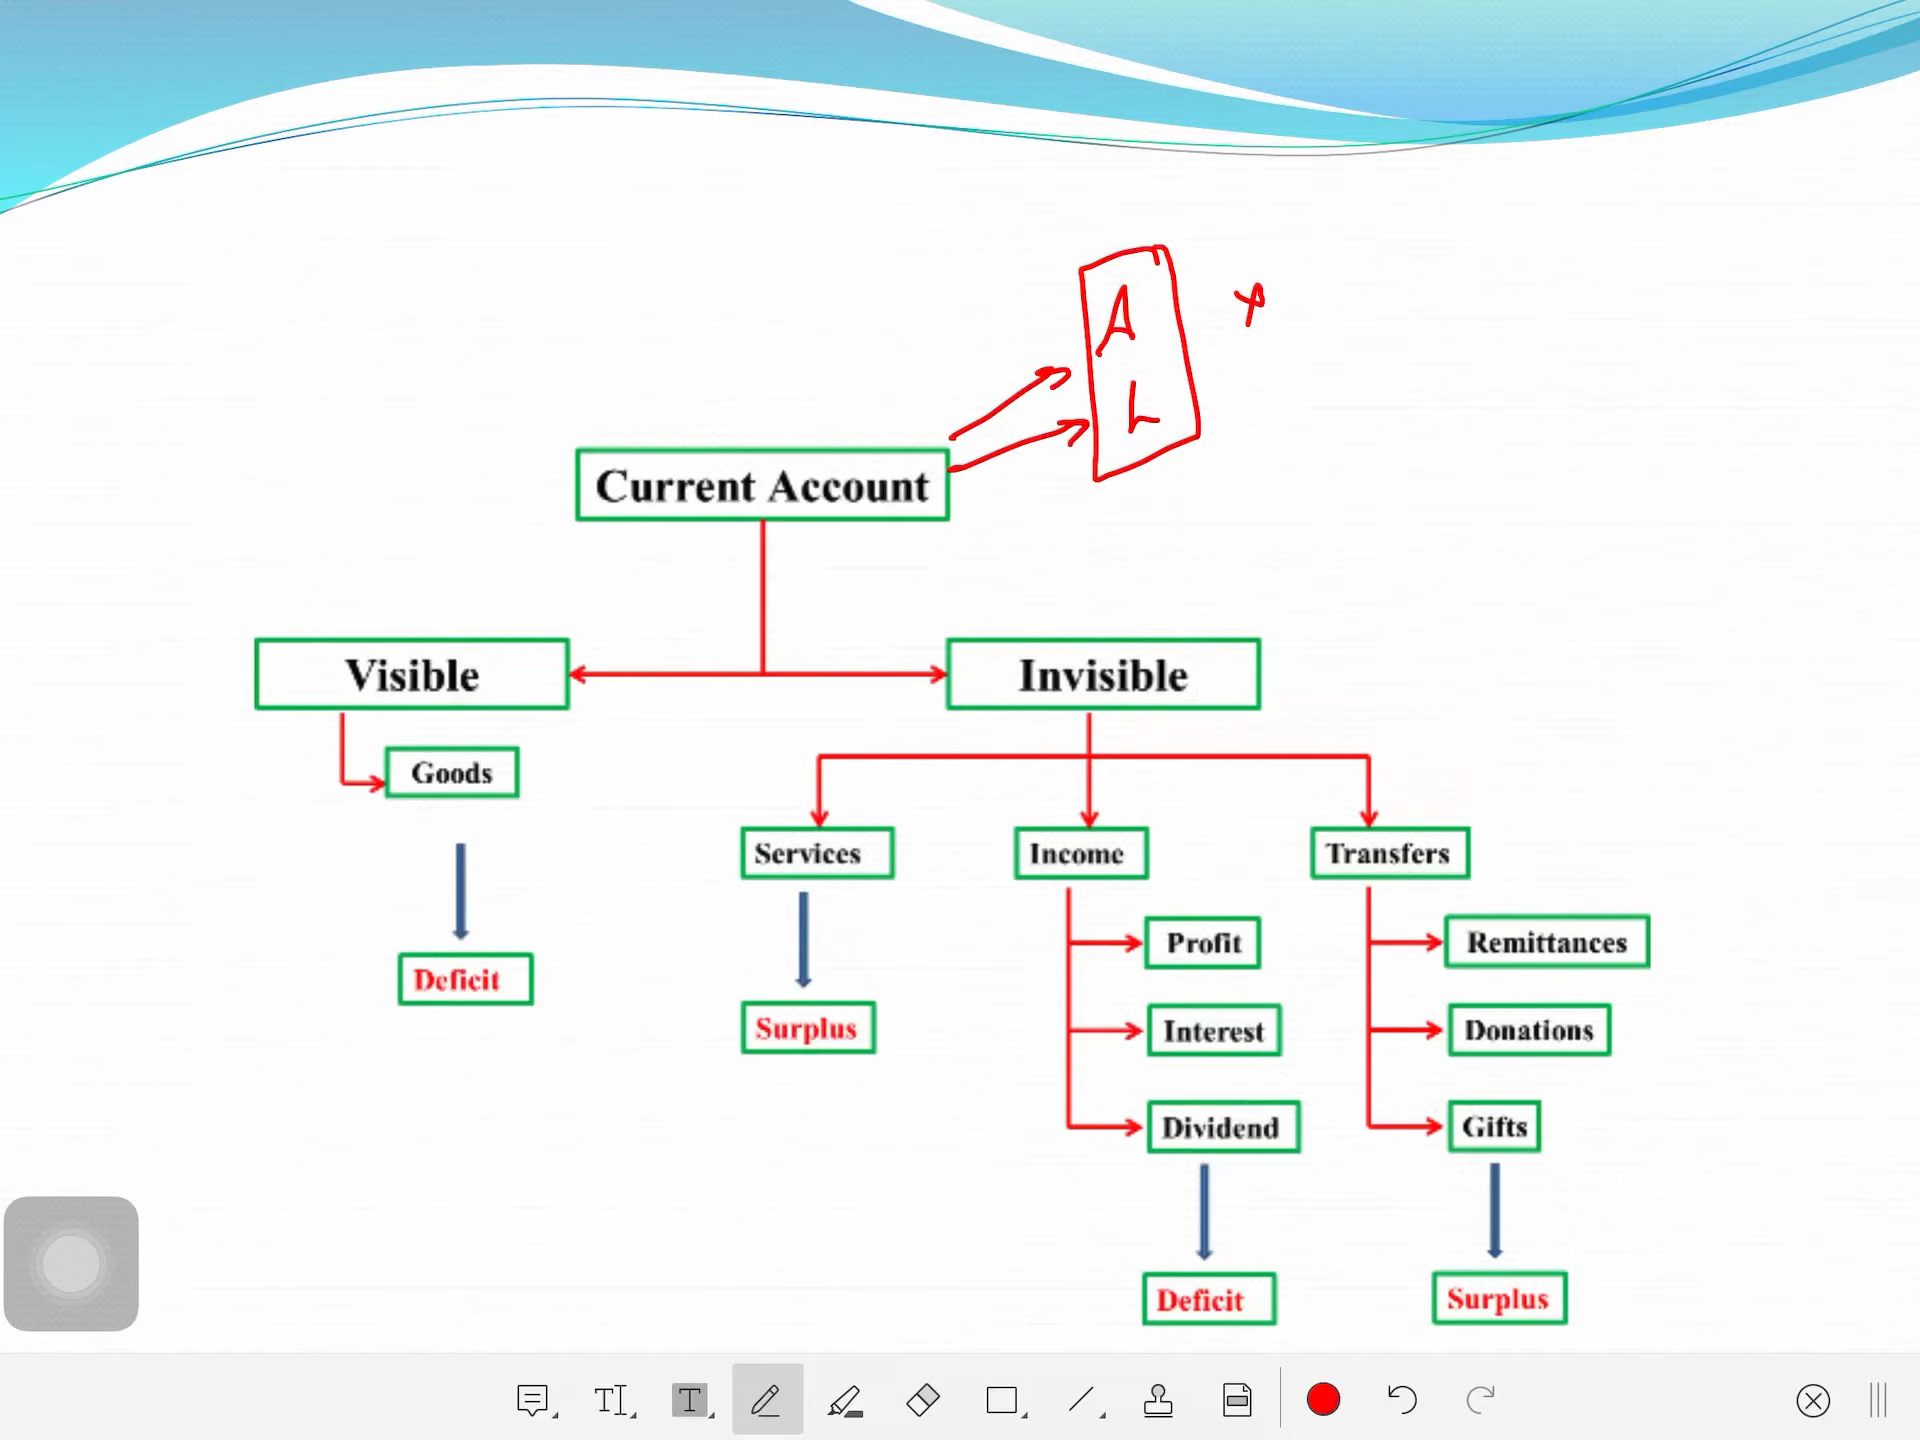 A
L
Current Account
Visible
Invisible
Goods
Services
Income
Transfers
Profit
Remittances
Deficit
Surplus
Interest
Donations
Dividend
Gifts
Deficit
Surplus